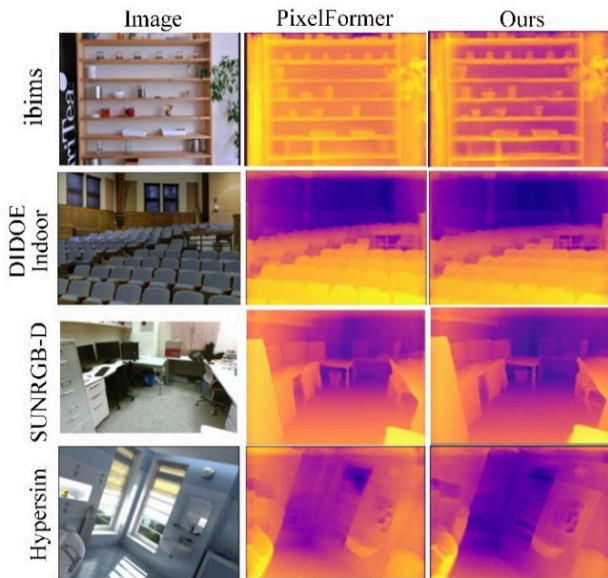 Image PixelFormer Ours
ibims
DIDOE
Indoor
SUNRGB-D
Hypersim